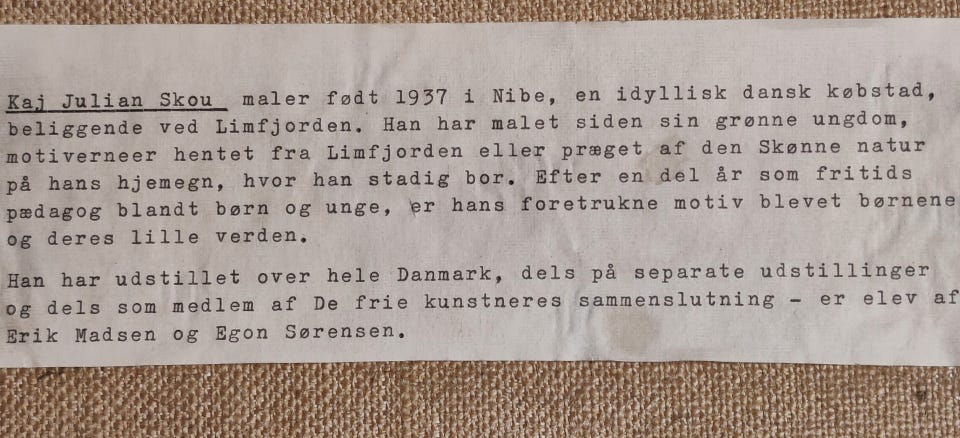 Kaj Julian Skou maler født 1937 i Nibe, en idyllisk dansk købstad,
beliggende ved Limfjorden. Han har malet siden sin grønne ungdom,
motiverneer hentet fra Limfjorden eller præget af den Skønne natur
på hans hjemegn, hvor han stadig bor. Efter en del år som fritids
pædagog blandt børn og unge, er hans foretrukne motiv blevet børnene
og deres lille verden.
Han har udstillet over hele Danmark, dels på separate udstillinger
og dels som medlem af De frie kunstneres sammenslutning - er elev af
Erik Madsen og Egon Sørensen.